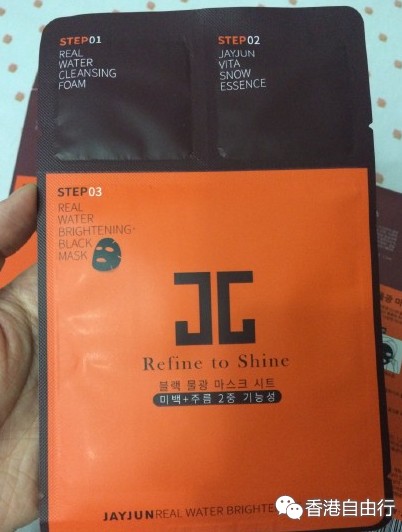 STEP01
REAL
WATER
CLEANSING
FOAM
STEP02
JAYJUN
VITA
SNOW
ESSENCE
STEP03
REAL
WATER
BRIGHTENING
BLACK
MASK
Refine to Shine
블랙 물광 마스크 시트
미백+주름 2중 기능성
JAYJUN REAL WATER BRIGHTE
香港自由行